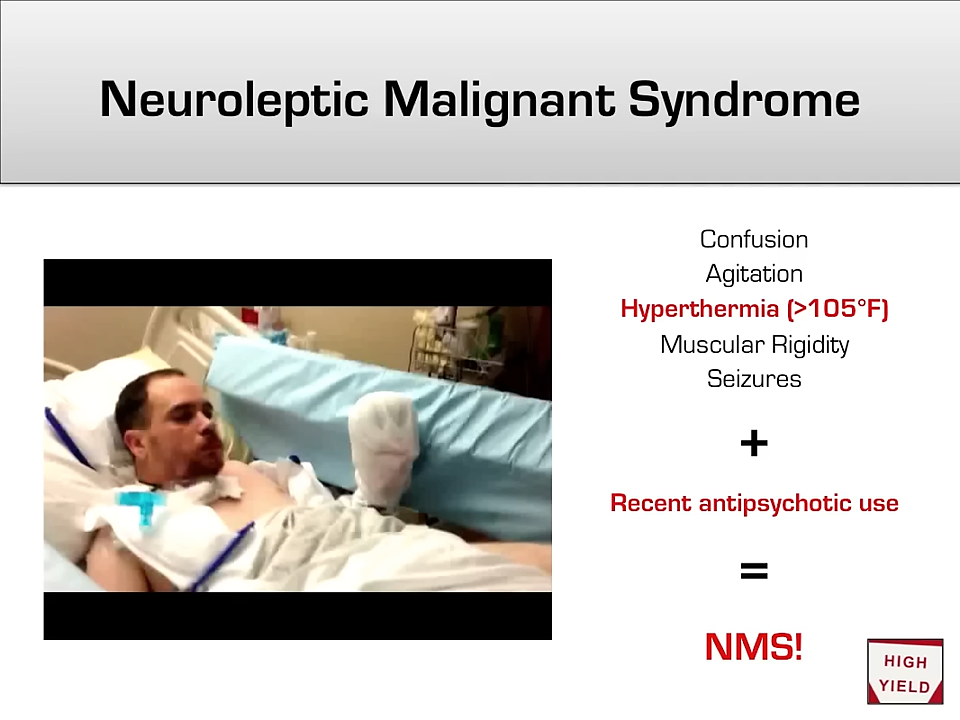 Neuroleptic Malignant Syndrome
Confusion
Agitation
Hyperthermia (>105°F)
Muscular Rigidity
Seizures
+
Recent antipsychotic use
=
NMS!
HIGH
YIELD